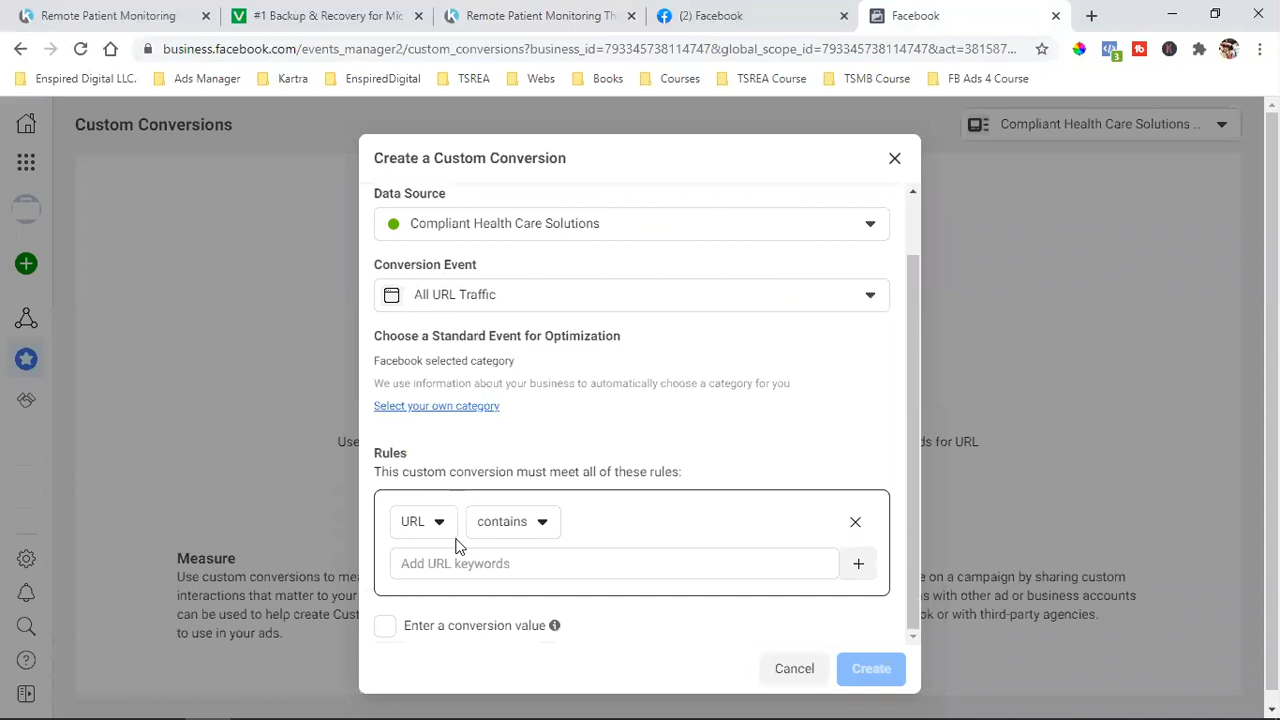 Remote Patient Monitoring
#1 Backup & Recovery for Mic
Remote Patient Monitoring Th
(2) Facebook
Facebook
business.facebook.com/events_manager2/custom_conversions?business_id=793345738114747&global_scope_id=793345738114747&act=381587...
3
Enspired Digital LLC.
Ads Manager
Kartra
EnspiredDigital
TSREA
Webs
Books
Courses
TSREA Course
TSMB Course
FB Ads 4 Course
Custom Conversions
Compliant Health Care Solutions ..
Create a Custom Conversion
Data Source
Compliant Health Care Solutions
Conversion Event
All URL Traffic
Choose a Standard Event for Optimization
Facebook selected category
We use information about your business to automatically choose a category for you
Select your own category
Use
ds for URL
Rules
This custom conversion must meet all of these rules:
URL
contains
Add URL keywords
Enter a conversion value
Cancel
Create
Measure
Use custom conversions to me
interactions that matter to your
can be used to help create Cust
to use in your ads.
e on a campaign by sharing custom
s with other ad or business accounts
ok or with third-party agencies.